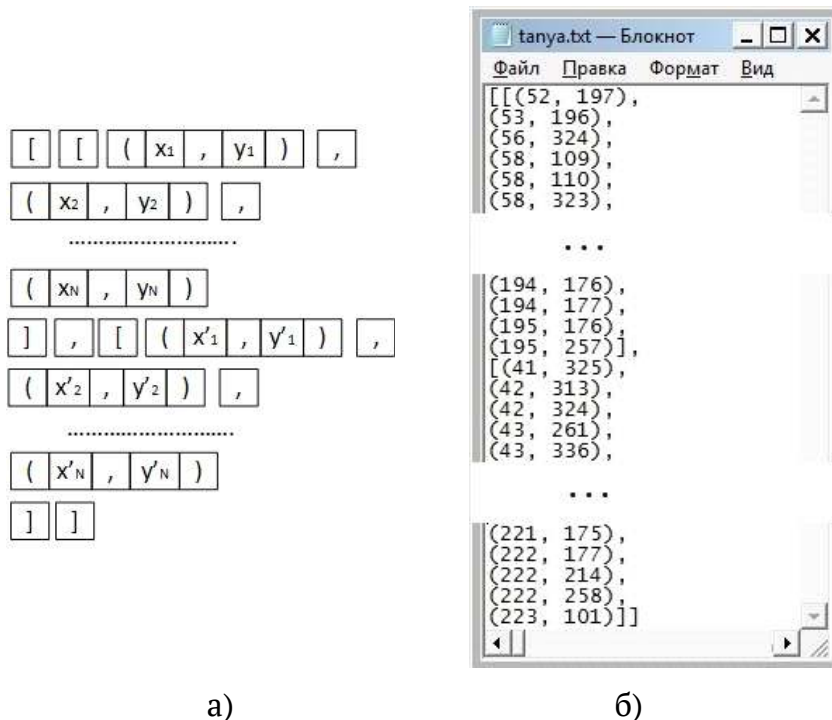 [ [ ( x₁ , y₁ ) ,
( x₂ , y₂ ) ,
................................
( xN , yN )
] , [ ( x'₁ , y'₁ ) ,
( x'₂ , y'₂ ) ,
................................
( x'N , y'N )
] ]
а)
tanya.txt — Блокнот
Файл Правка Формат Вид
[[(52, 197),
(53, 196),
(56, 324),
(58, 109),
(58, 110),
(58, 323),
...
(194, 176),
(194, 177),
(195, 176),
(195, 257)],
[(41, 325),
(42, 313),
(42, 324),
(43, 261),
(43, 336),
...
(221, 175),
(222, 177),
(222, 214),
(222, 258),
(223, 101)]]
б)